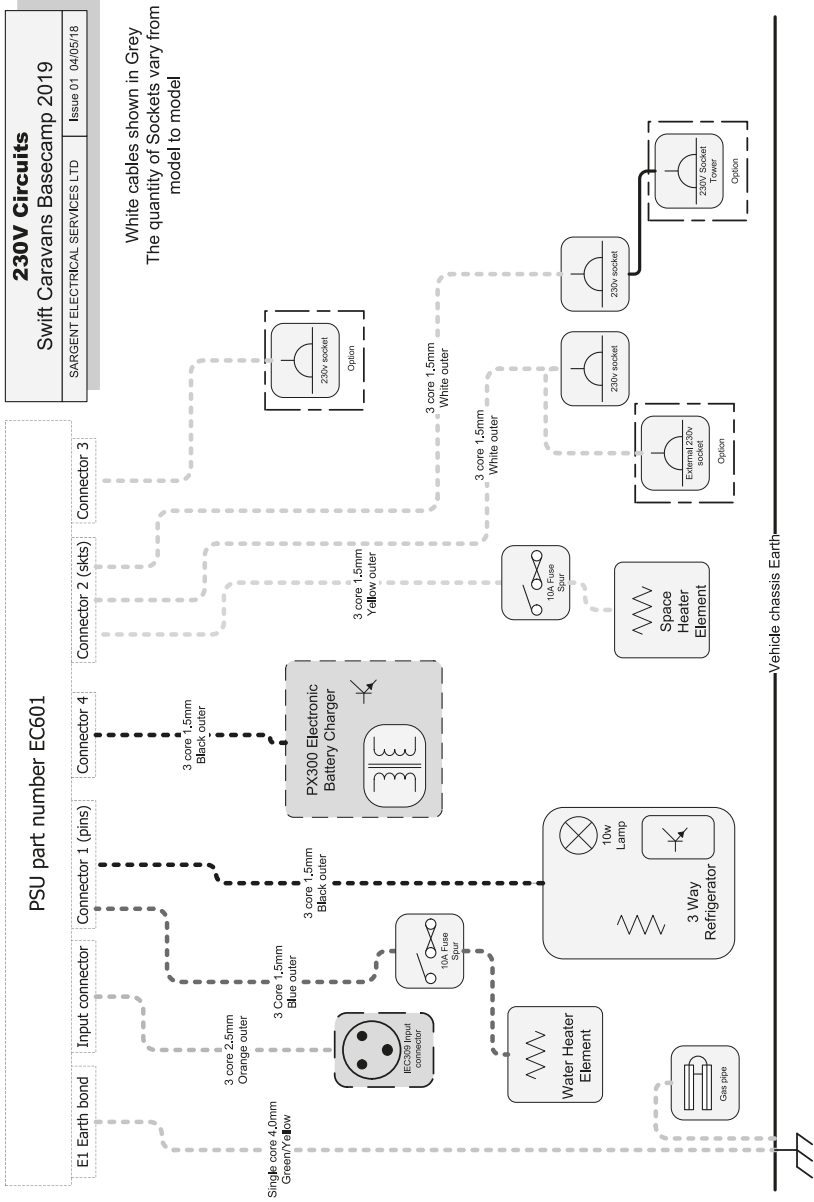 230V Circuits
Swift Caravans Basecamp 2019
SARGENT ELECTRICAL SERVICES LTD
Issue 01 04/05/18
White cables shown in Grey
The quantity of Sockets vary from
model to model
PSU part number EC601
E1 Earth bond
Input connector
Connector 1 (pins)
Connector 4
Connector 2 (skts)
Connector 3
Single core 4.0mm
Green/Yellow
3 core 2.5mm
Orange outer
3 Core 1.5mm
Blue outer
3 core 1.5mm
Black outer
3 core 1.5mm
Black outer
3 core 1.5mm
Yellow outer
3 core 1.5mm
White outer
3 core 1.5mm
White outer
IEC309 Input
connector
10A Fuse
Spur
Water Heater
Element
PX300 Electronic
Battery Charger
10w
Lamp
3 Way
Refrigerator
10A Fuse
Spur
Space
Heater
Element
230v socket
Option
230v socket
External 230v
socket
Option
230v socket
230V Socket
Tower
Option
Gas pipe
Vehicle chassis Earth